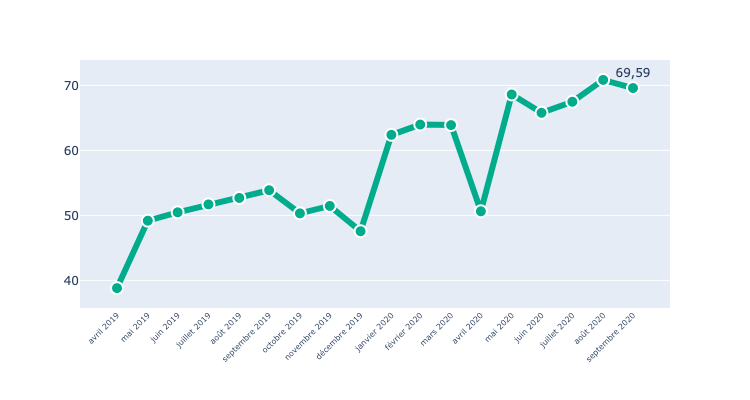 69,59
70
60
50
40
avril 2019
mai 2019
juin 2019
juillet 2019
août 2019
septembre 2019
octobre 2019
novembre 2019
décembre 2019
janvier 2020
février 2020
mars 2020
avril 2020
mai 2020
juin 2020
juillet 2020
août 2020
septembre 2020